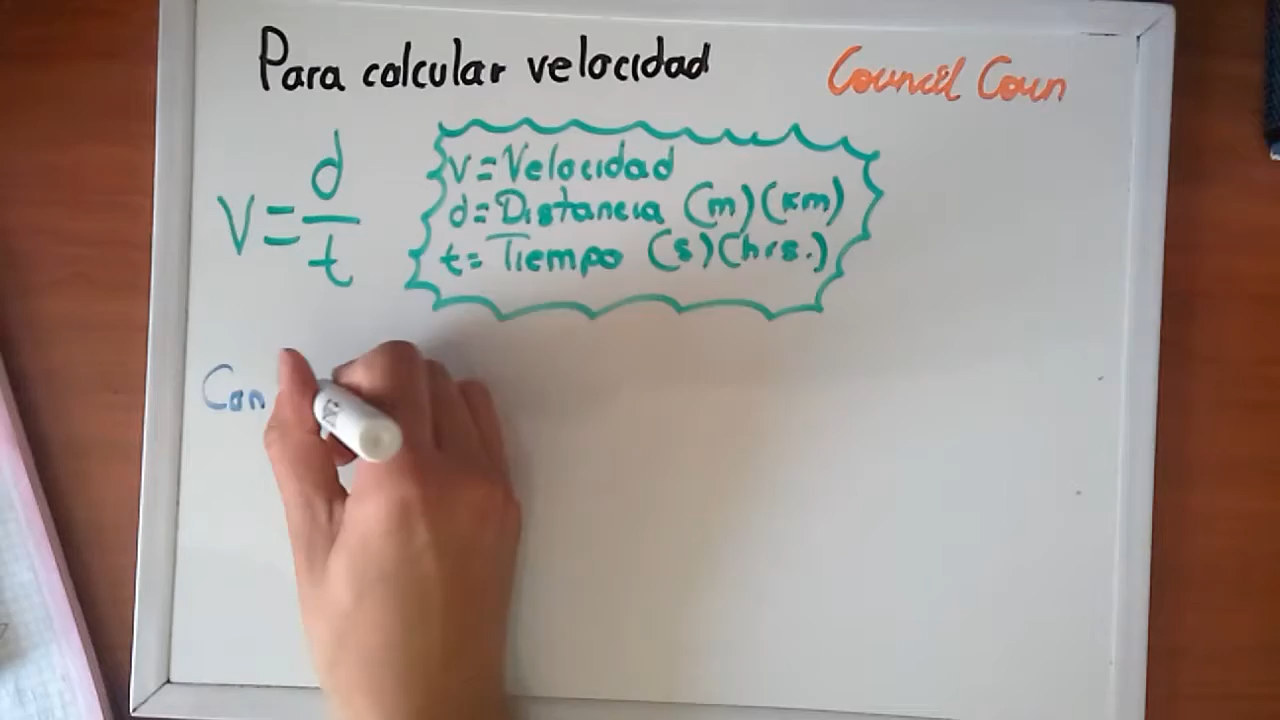 Para calcular velocidad
Council Coun
V = d/t
v = Velocidad
d = Distancia (m) (km)
t = Tiempo (s) (hrs.)
Con